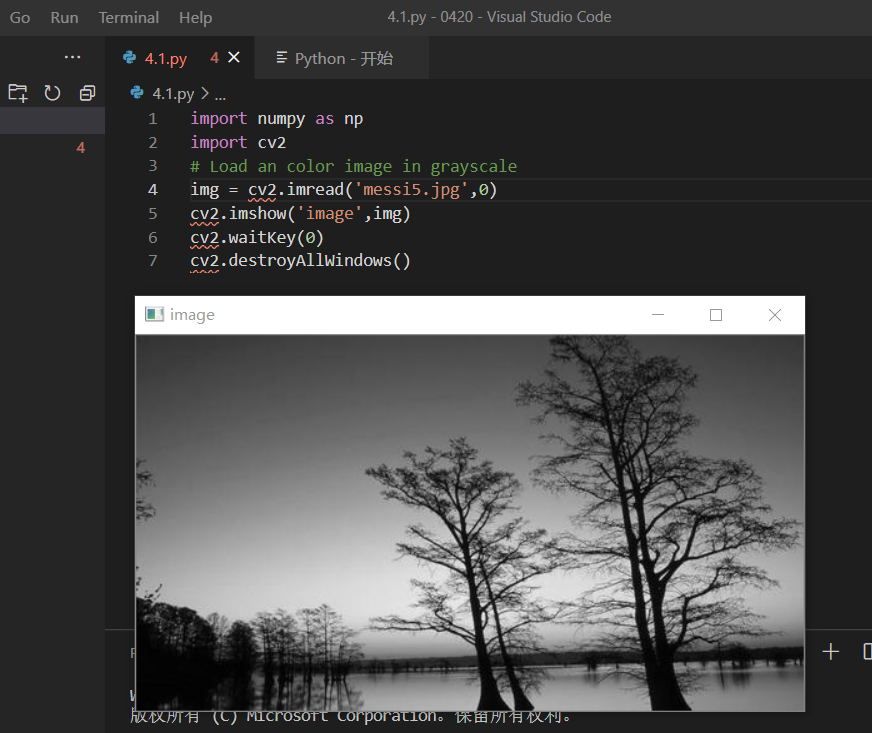 Go Run Terminal Help 4.1.py - 0420 - Visual Studio Code
4.1.py 4 Python - 开始
4.1.py > ...
4
1 import numpy as np
2 import cv2
3 # Load an color image in grayscale
4 img = cv2.imread('messi5.jpg',0)
5 cv2.imshow('image',img)
6 cv2.waitKey(0)
7 cv2.destroyAllWindows()
image
版权所有 (C) Microsoft Corporation。保留所有权利。